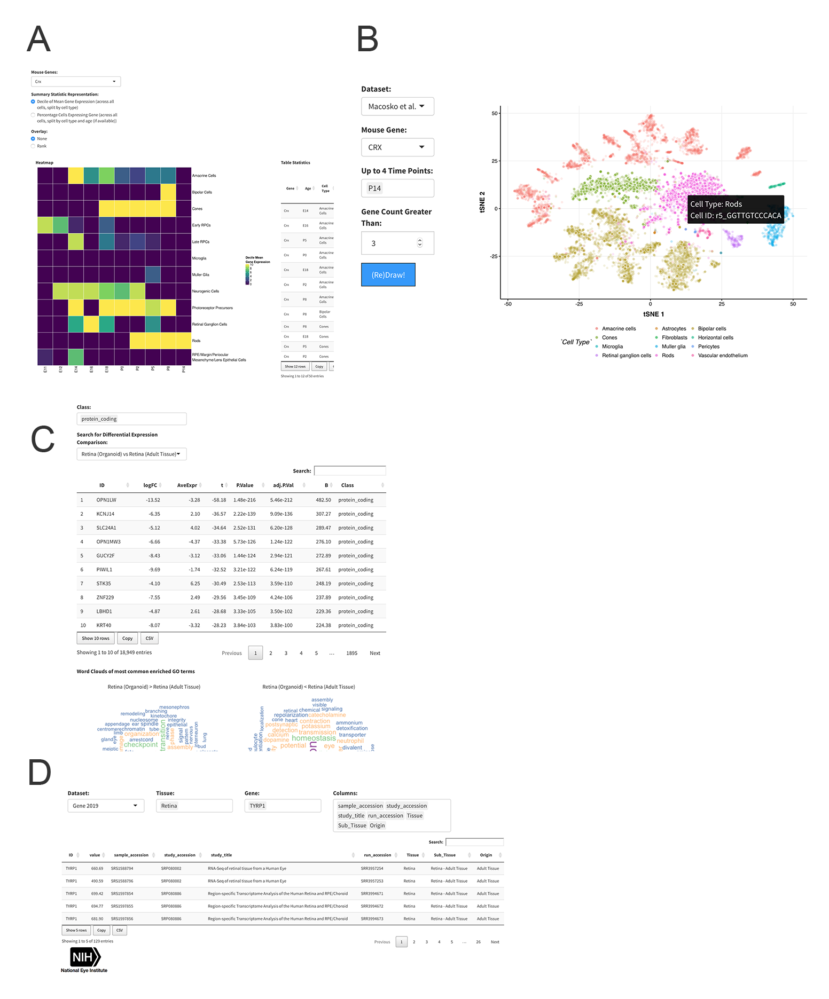 A
Mouse Genes:
Crx
Summary Statistic Representation:
Decile of Mean Gene Expression (across all
cells, split by cell type)
Percentage Cells Expressing Gene (across all
cells, split by cell type and age (if available))
Overlay:
None
Rank
Heatmap
Amacrine Cells
Bipolar Cells
Cones
Early RPCs
Late RPCs
Microglia
Muller Glia
Neurogenic Cells
Photoreceptor Precursors
Retinal Ganglion Cells
Rods
RPE/Margin/Periocular
Mesenchyme/Lens Epithelial Cells
E11 E12 E14 E16 E18 P0 P2 P5 P8 P14
Decile Mean
Gene Expression
10
8
6
4
2
0
Table Statistics
Gene Age Cell
Type
Crx E14 Amacrine
Cells
Crx E16 Amacrine
Cells
Crx P5 Amacrine
Cells
Crx P0 Amacrine
Cells
Crx E18 Amacrine
Cells
Crx P2 Amacrine
Cells
Crx P8 Amacrine
Cells
Crx P8 Bipolar
Cells
Crx P8 Cones
Crx E18 Cones
Crx P5 Cones
Crx P2 Cones
Show 12 rows Copy
Showing 1 to 12 of 50 entries
B
Dataset:
Macosko et al.
Mouse Gene:
CRX
Up to 4 Time Points:
P14
Gene Count Greater
Than:
3
(Re)Draw!
50
25
0
-25
tSNE 2
Cell Type: Rods
Cell ID: r5_GGTTGTCCCACA
-50 -25 0 25 50
tSNE 1
`Cell Type`
Amacrine cells Astrocytes Bipolar cells
Cones Fibroblasts Horizontal cells
Microglia Muller glia Pericytes
Retinal ganglion cells Rods Vascular endothelium
C
Class:
protein_coding
Search for Differential Expression
Comparison:
Retina (Organoid) vs Retina (Adult Tissue)
Search:
ID logFC AveExpr t P.Value adj.P.Val B Class
1 OPN1LW -13.52 -3.28 -58.18 1.48e-216 5.46e-212 482.50 protein_coding
2 KCNJ14 -6.35 2.10 -36.57 2.22e-139 9.09e-136 307.27 protein_coding
3 SLC24A1 -5.12 4.02 -34.64 2.52e-131 6.20e-128 289.47 protein_coding
4 OPN1MW3 -6.66 -4.37 -33.38 5.73e-126 1.24e-122 276.10 protein_coding
5 GUCY2F -8.43 -3.12 -33.06 1.44e-124 2.94e-121 272.89 protein_coding
6 PIWIL1 -9.69 -1.74 -32.52 3.21e-122 6.24e-119 267.61 protein_coding
7 STK35 -4.10 6.25 -30.49 2.53e-113 3.59e-110 248.19 protein_coding
8 ZNF229 -7.55 2.49 -29.56 3.45e-109 4.24e-106 237.89 protein_coding
9 LBHD1 -4.87 2.61 -28.68 3.33e-105 3.50e-102 229.36 protein_coding
10 KRT40 -8.07 -3.32 -28.23 3.84e-103 3.83e-100 224.38 protein_coding
Show 10 rows Copy CSV
Showing 1 to 10 of 18,949 entries
Previous 1 2 3 4 5 … 1895 Next
Word Clouds of most common enriched GO terms
Retina (Organoid) > Retina (Adult Tissue)
mesonephros
branching
remodeling kinetochore
nucleosome integrity
appendage ear spindle epithelial
centromere chromatin tube nerve
limb organization phase
gland eye arrestcord signal pattern nervous interneuron lung
checkpoint transition assembly bud
meiotic
Retina (Organoid) < Retina (Adult Tissue)
assembly
visible
retinal chemical signaling
repolarization catecholamine
localization cone heart contraction
postsynaptic potassium ammonium
detection transmission detoxification
calcium transporter
dopamine homeostasis neutrophil
potential eye divalent
D
Dataset:
Gene 2019
Tissue:
Retina
Gene:
TYRP1
Columns:
sample_accession study_accession
study_title run_accession Tissue
Sub_Tissue Origin
Search:
ID value sample_accession study_accession study_title run_accession Tissue Sub_Tissue Origin
TYRP1 660.69 SRS1588794 SRP080002 RNA-Seq of retinal tissue from a Human Eye SRR3957254 Retina Retina - Adult Tissue Adult Tissue
TYRP1 490.59 SRS1588796 SRP080002 RNA-Seq of retinal tissue from a Human Eye SRR3957253 Retina Retina - Adult Tissue Adult Tissue
TYRP1 699.42 SRS1597854 SRP080886 Region-specific Transcriptome Analysis of the Human Retina and RPE/Choroid SRR3994671 Retina Retina - Adult Tissue Adult Tissue
TYRP1 694.77 SRS1597855 SRP080886 Region-specific Transcriptome Analysis of the Human Retina and RPE/Choroid SRR3994672 Retina Retina - Adult Tissue Adult Tissue
TYRP1 681.90 SRS1597856 SRP080886 Region-specific Transcriptome Analysis of the Human Retina and RPE/Choroid SRR3994673 Retina Retina - Adult Tissue Adult Tissue
Show 5 rows Copy CSV
Showing 1 to 5 of 129 entries
Previous 1 2 3 4 5 … 26 Next
NIH
National Eye Institute